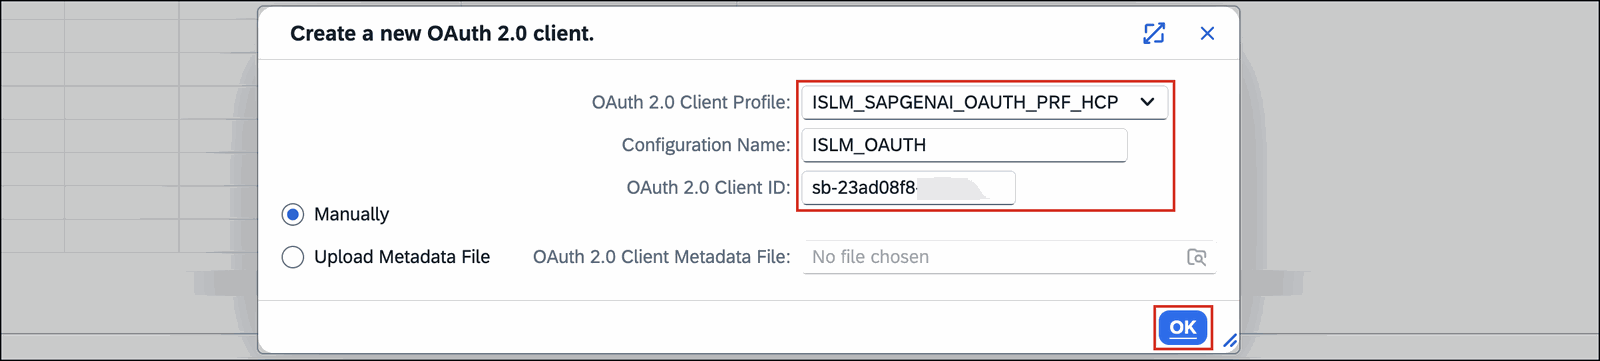 Create a new OAuth 2.0 client.
OAuth 2.0 Client Profile: ISLM_SAPGENAI_OAUTH_PRF_HCP
Configuration Name: ISLM_OAUTH
OAuth 2.0 Client ID: sb-23ad08f8-
Manually
Upload Metadata File OAuth 2.0 Client Metadata File: No file chosen
OK